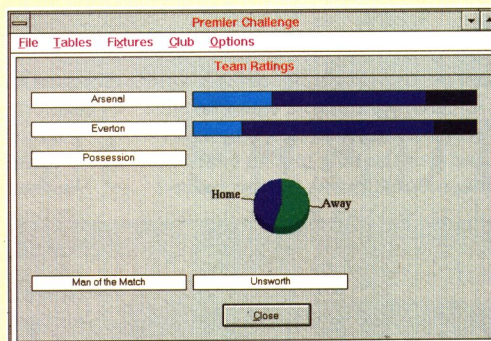 Premier Challenge
File Tables Fixtures Club Options
Team Ratings
Arsenal
Everton
Possession
Home
Away
Man of the Match Unsworth
Close